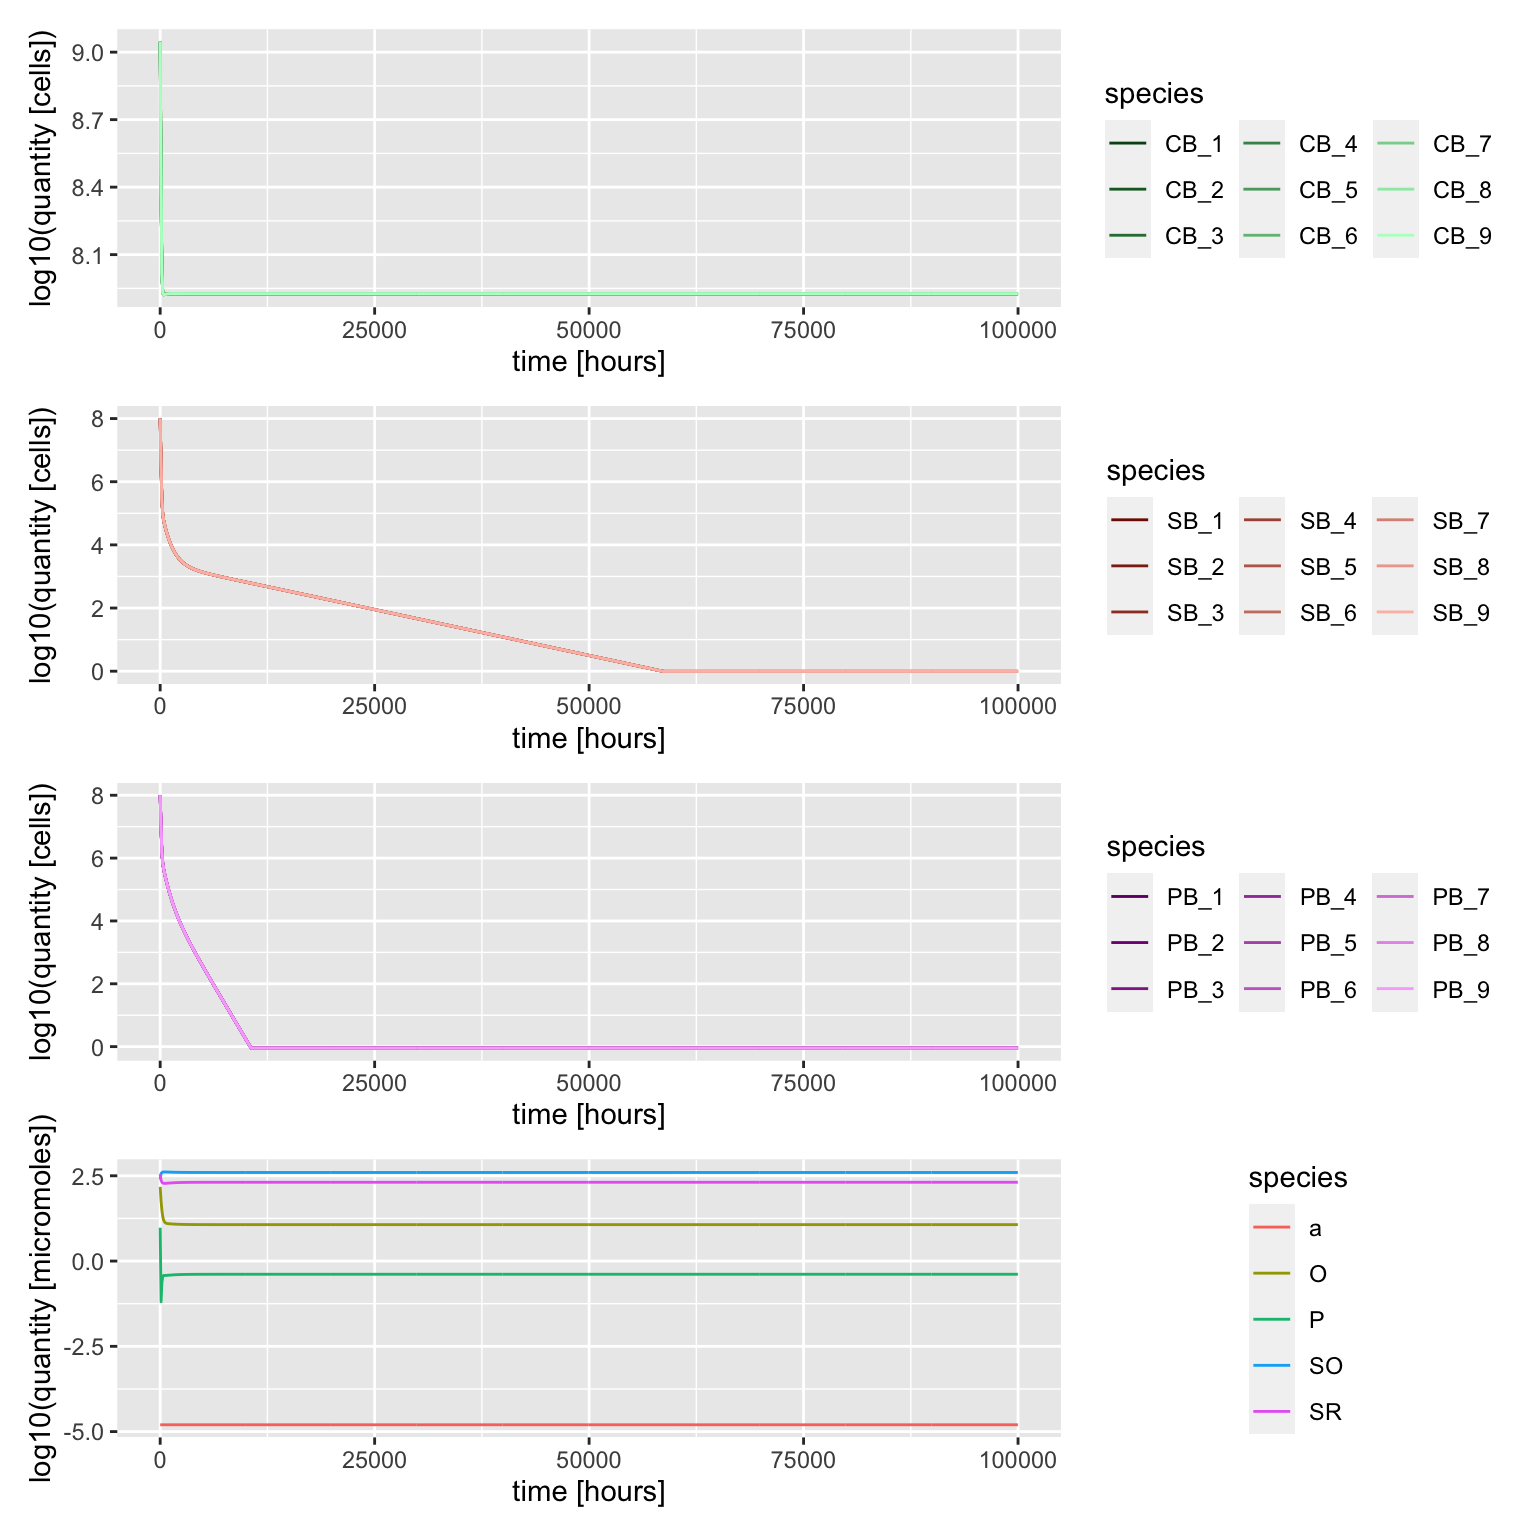 log10(quantity [cells])
9.0
8.7
8.4
8.1
0 25000 50000 75000 100000
time [hours]
species
CB_1 CB_4 CB_7
CB_2 CB_5 CB_8
CB_3 CB_6 CB_9
log10(quantity [cells])
8
6
4
2
0
0 25000 50000 75000 100000
time [hours]
species
SB_1 SB_4 SB_7
SB_2 SB_5 SB_8
SB_3 SB_6 SB_9
log10(quantity [cells])
8
6
4
2
0
0 25000 50000 75000 100000
time [hours]
species
PB_1 PB_4 PB_7
PB_2 PB_5 PB_8
PB_3 PB_6 PB_9
log10(quantity [micromoles])
2.5
0.0
-2.5
-5.0
0 25000 50000 75000 100000
time [hours]
species
a
O
P
SO
SR